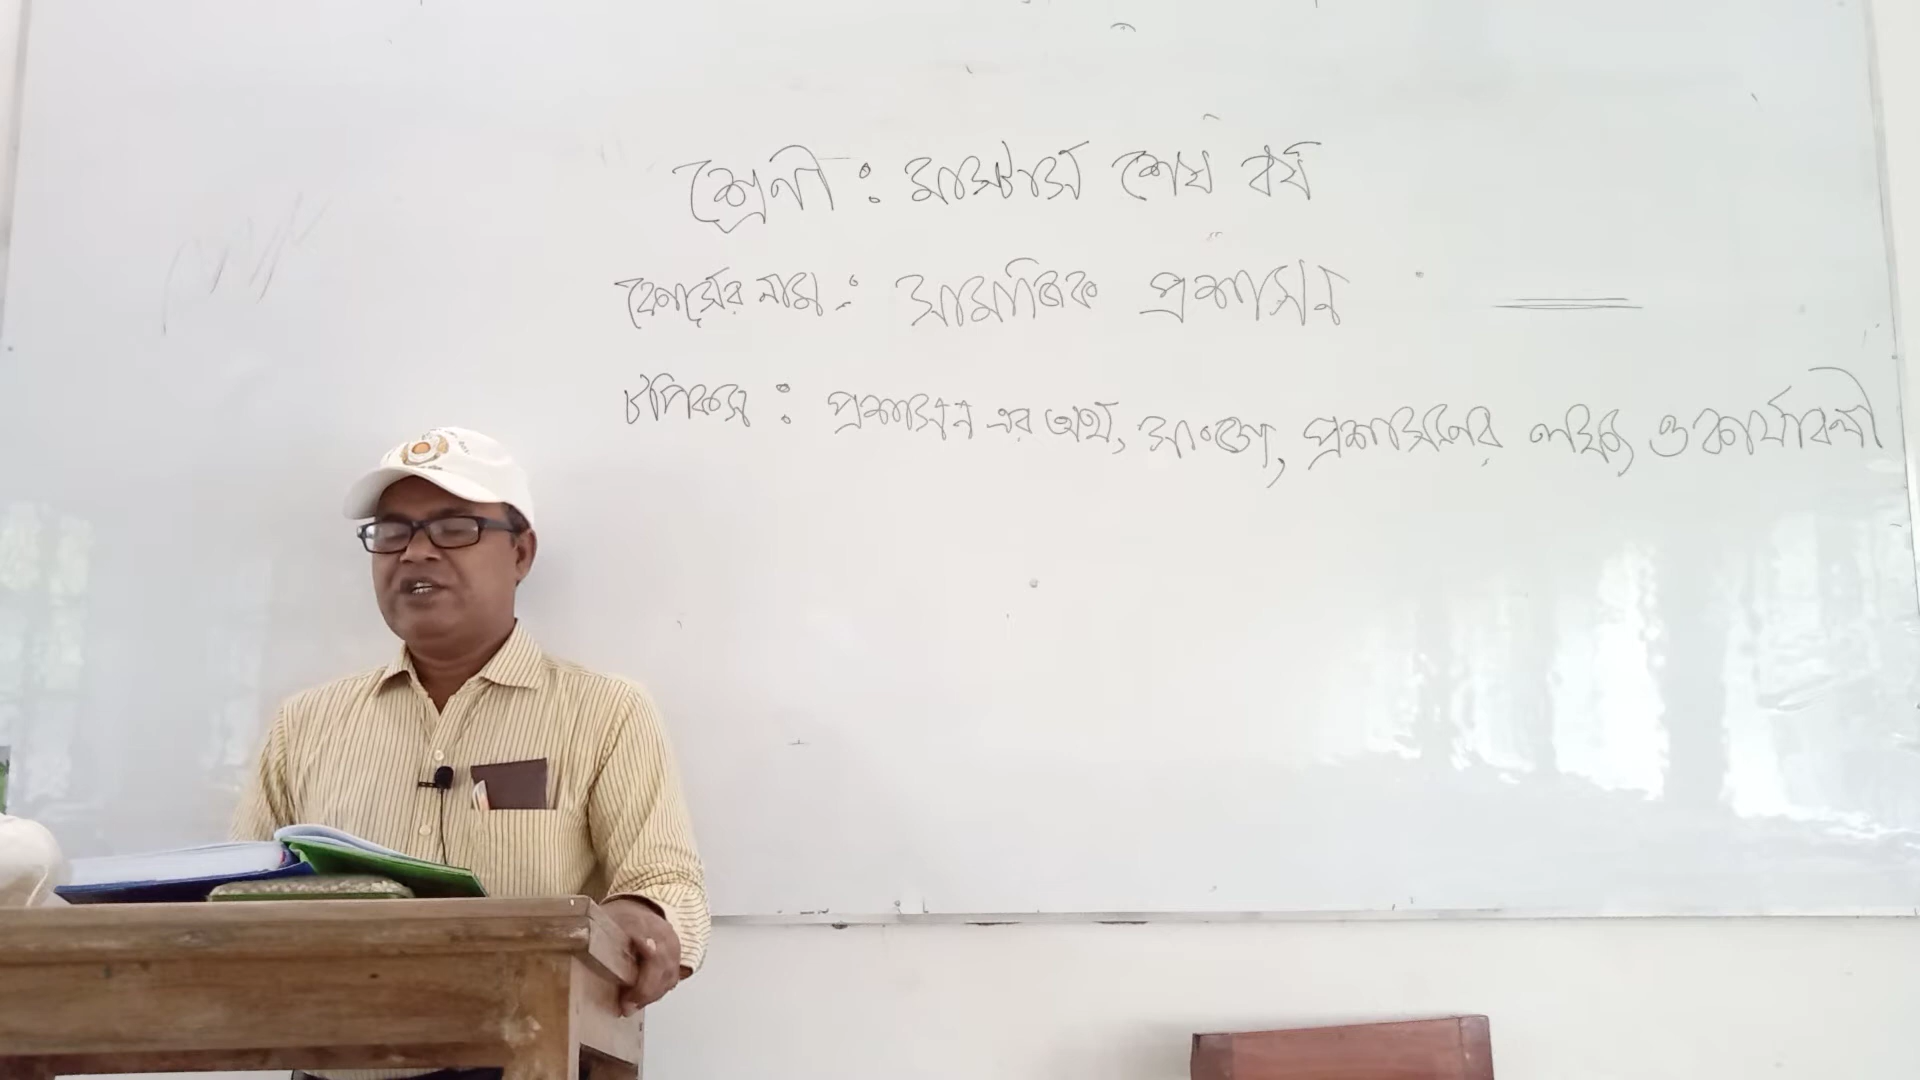 শ্রেণী : মাস্টার্স শেষ বর্ষ
কোর্সের নাম : সামাজিক প্রশাসন
টপিকস : প্রশাসন এর অর্থ, সংজ্ঞা, প্রশাসনের লক্ষ্য ও কার্যাবলী